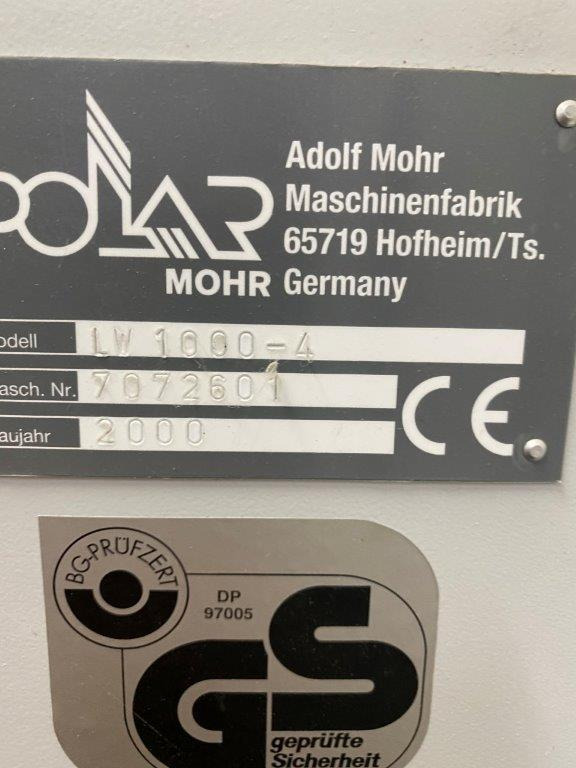 POLAR
MOHR
Adolf Mohr
Maschinenfabrik
65719 Hofheim/Ts.
Germany
odell LW 1000-4
asch. Nr. 7072601
aujahr 2000
CE
BG-PRÜFZERT
DP
97005
GS
geprüfte
Sicherheit